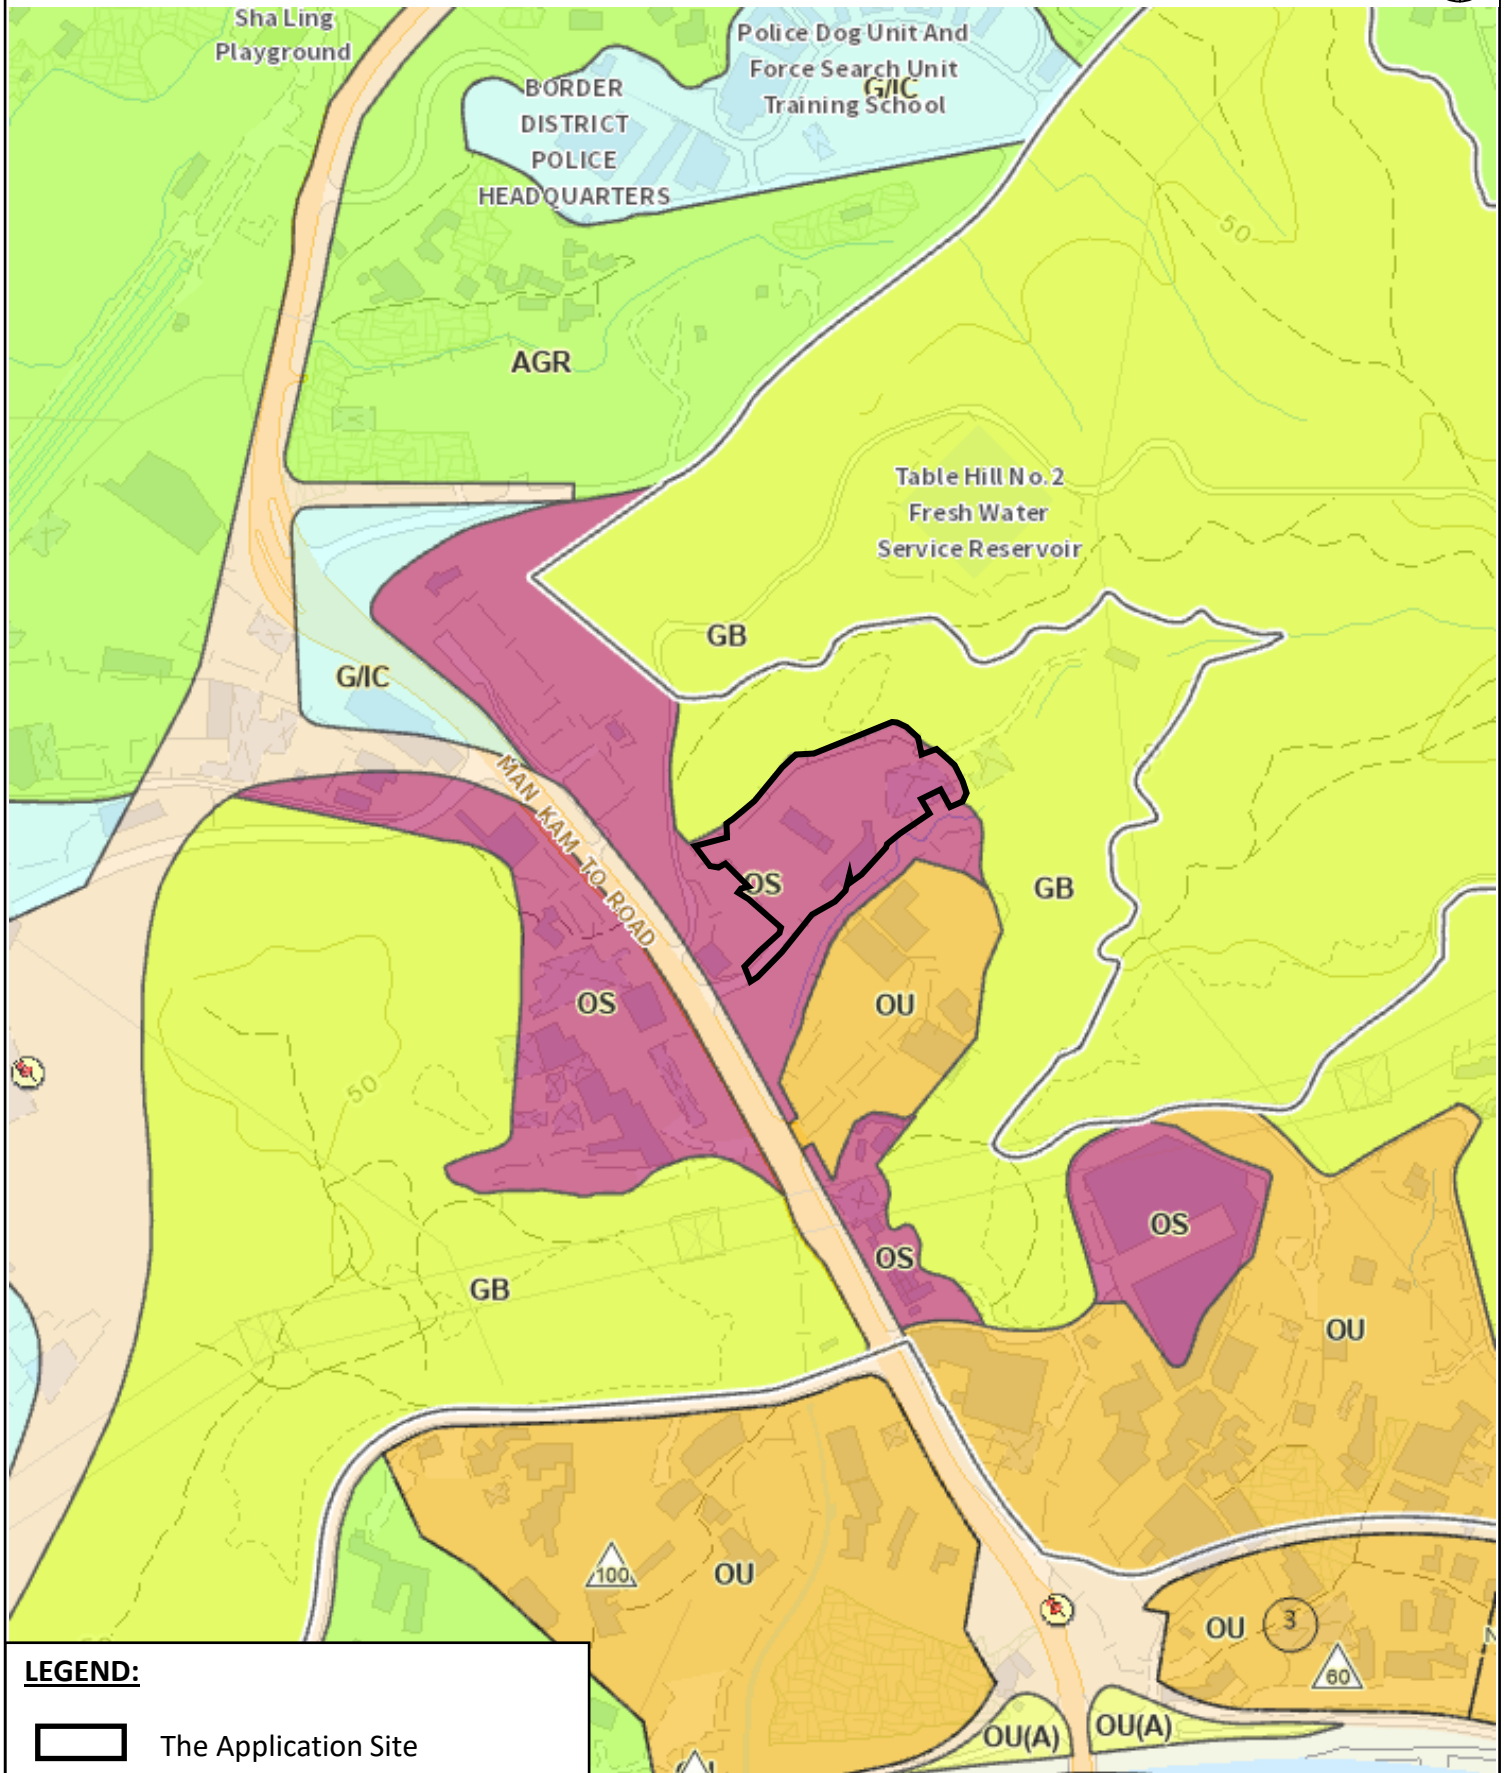 Sha Ling
Playground
Police Dog Unit And
Force Search Unit
Training School
G/IC
BORDER
DISTRICT
POLICE
HEADQUARTERS
50
AGR
Table Hill No.2
Fresh Water
Service Reservoir
GB
G/IC
MAN KAM TO ROAD
OS
GB
OS
OU
50
OS
OS
GB
OU
100
OU
OU
3
60
N
OU(A)
OU(A)
LEGEND:
The Application Site